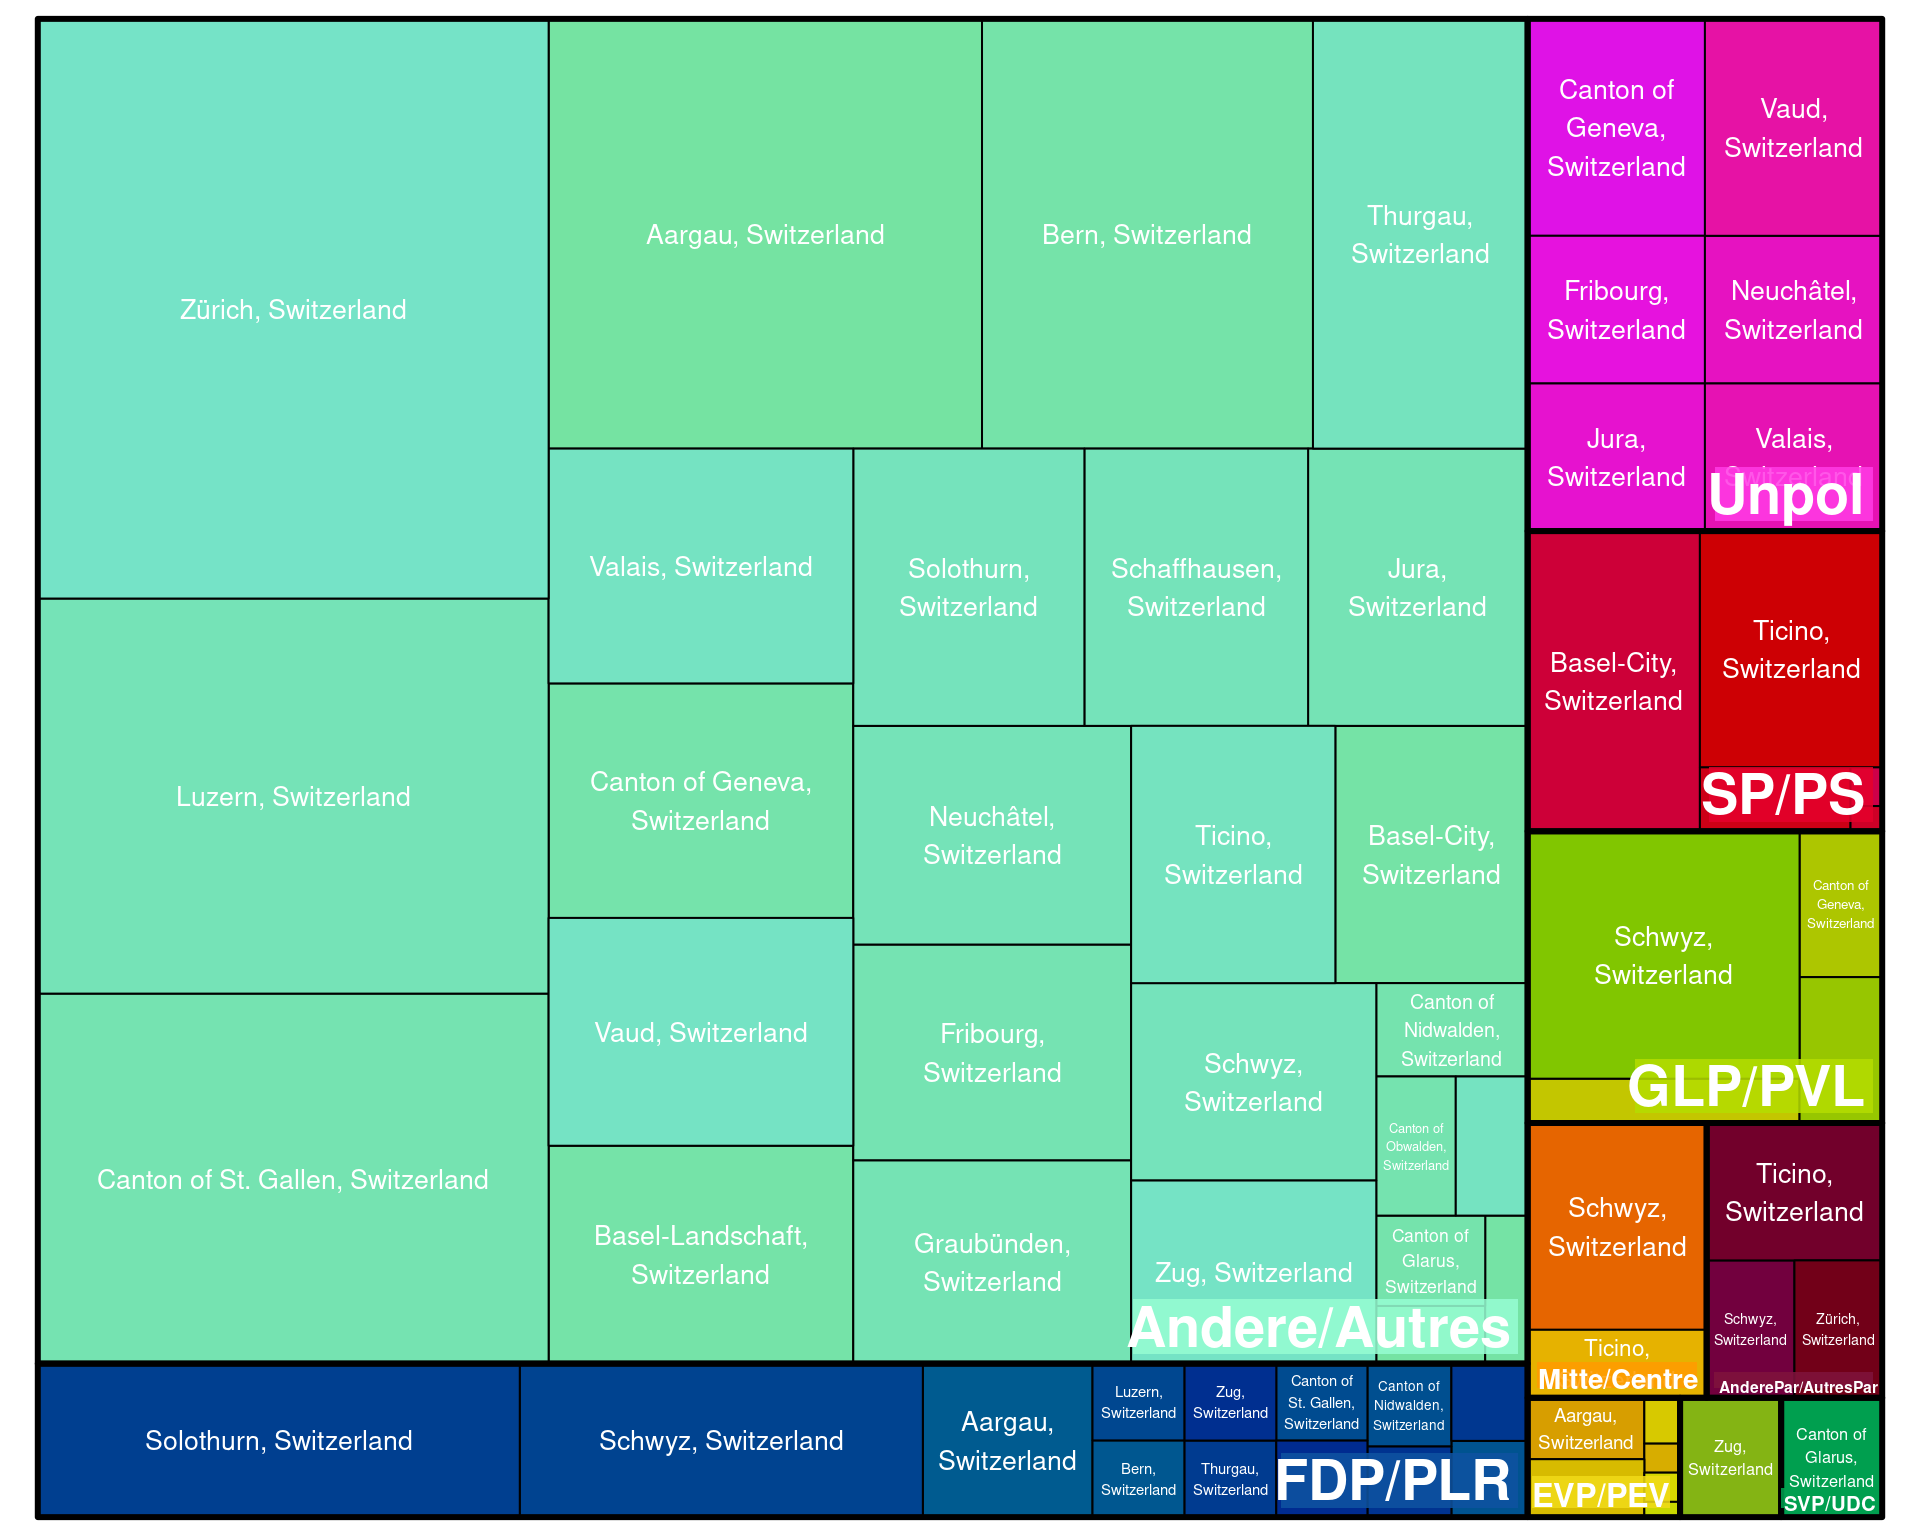 Zürich, Switzerland
Luzern, Switzerland
Canton of St. Gallen, Switzerland
Aargau, Switzerland
Bern, Switzerland
Thurgau,
Switzerland
Valais, Switzerland
Canton of Geneva,
Switzerland
Vaud, Switzerland
Basel-Landschaft,
Switzerland
Solothurn,
Switzerland
Schaffhausen,
Switzerland
Jura,
Switzerland
Neuchâtel,
Switzerland
Fribourg,
Switzerland
Graubünden,
Switzerland
Ticino,
Switzerland
Basel-City,
Switzerland
Schwyz,
Switzerland
Zug, Switzerland
Canton of
Nidwalden,
Switzerland
Canton of
Obwalden,
Switzerland
Canton of
Glarus,
Switzerland
Andere/Autres
Solothurn, Switzerland
Schwyz, Switzerland
Aargau,
Switzerland
Luzern,
Switzerland
Bern,
Switzerland
Zug,
Switzerland
Thurgau,
Switzerland
Canton of
St. Gallen,
Switzerland
Canton of
Nidwalden,
Switzerland
FDP/PLR
Canton of
Geneva,
Switzerland
Vaud,
Switzerland
Fribourg,
Switzerland
Neuchâtel,
Switzerland
Jura,
Switzerland
Valais,
Switzerland
Unpol
Basel-City,
Switzerland
Ticino,
Switzerland
SP/PS
Schwyz,
Switzerland
Canton of
Geneva,
Switzerland
GLP/PVL
Schwyz,
Switzerland
Ticino,
Mitte/Centre
Ticino,
Switzerland
Schwyz,
Switzerland
Zürich,
Switzerland
AnderePar/AutresPar
Aargau,
Switzerland
EVP/PEV
Zug,
Switzerland
Canton of
Glarus,
Switzerland
SVP/UDC